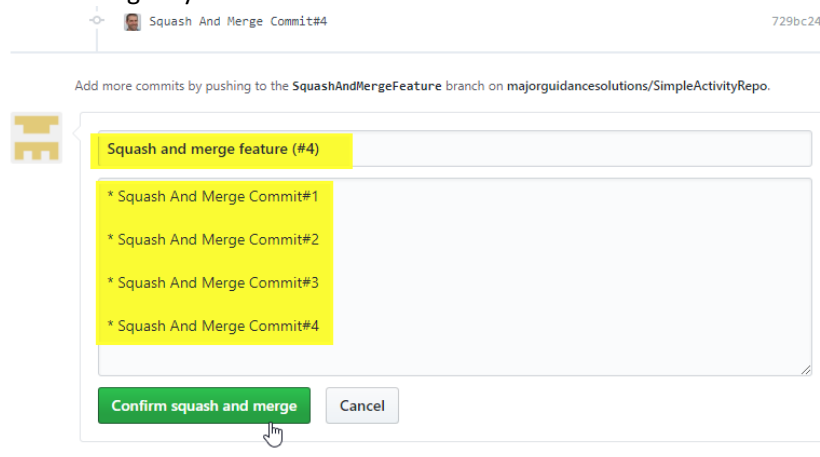 Squash And Merge Commit#4 729bc24
Add more commits by pushing to the SquashAndMergeFeature branch on majorguidancesolutions/SimpleActivityRepo.
Squash and merge feature (#4)
* Squash And Merge Commit#1
* Squash And Merge Commit#2
* Squash And Merge Commit#3
* Squash And Merge Commit#4
Confirm squash and merge Cancel